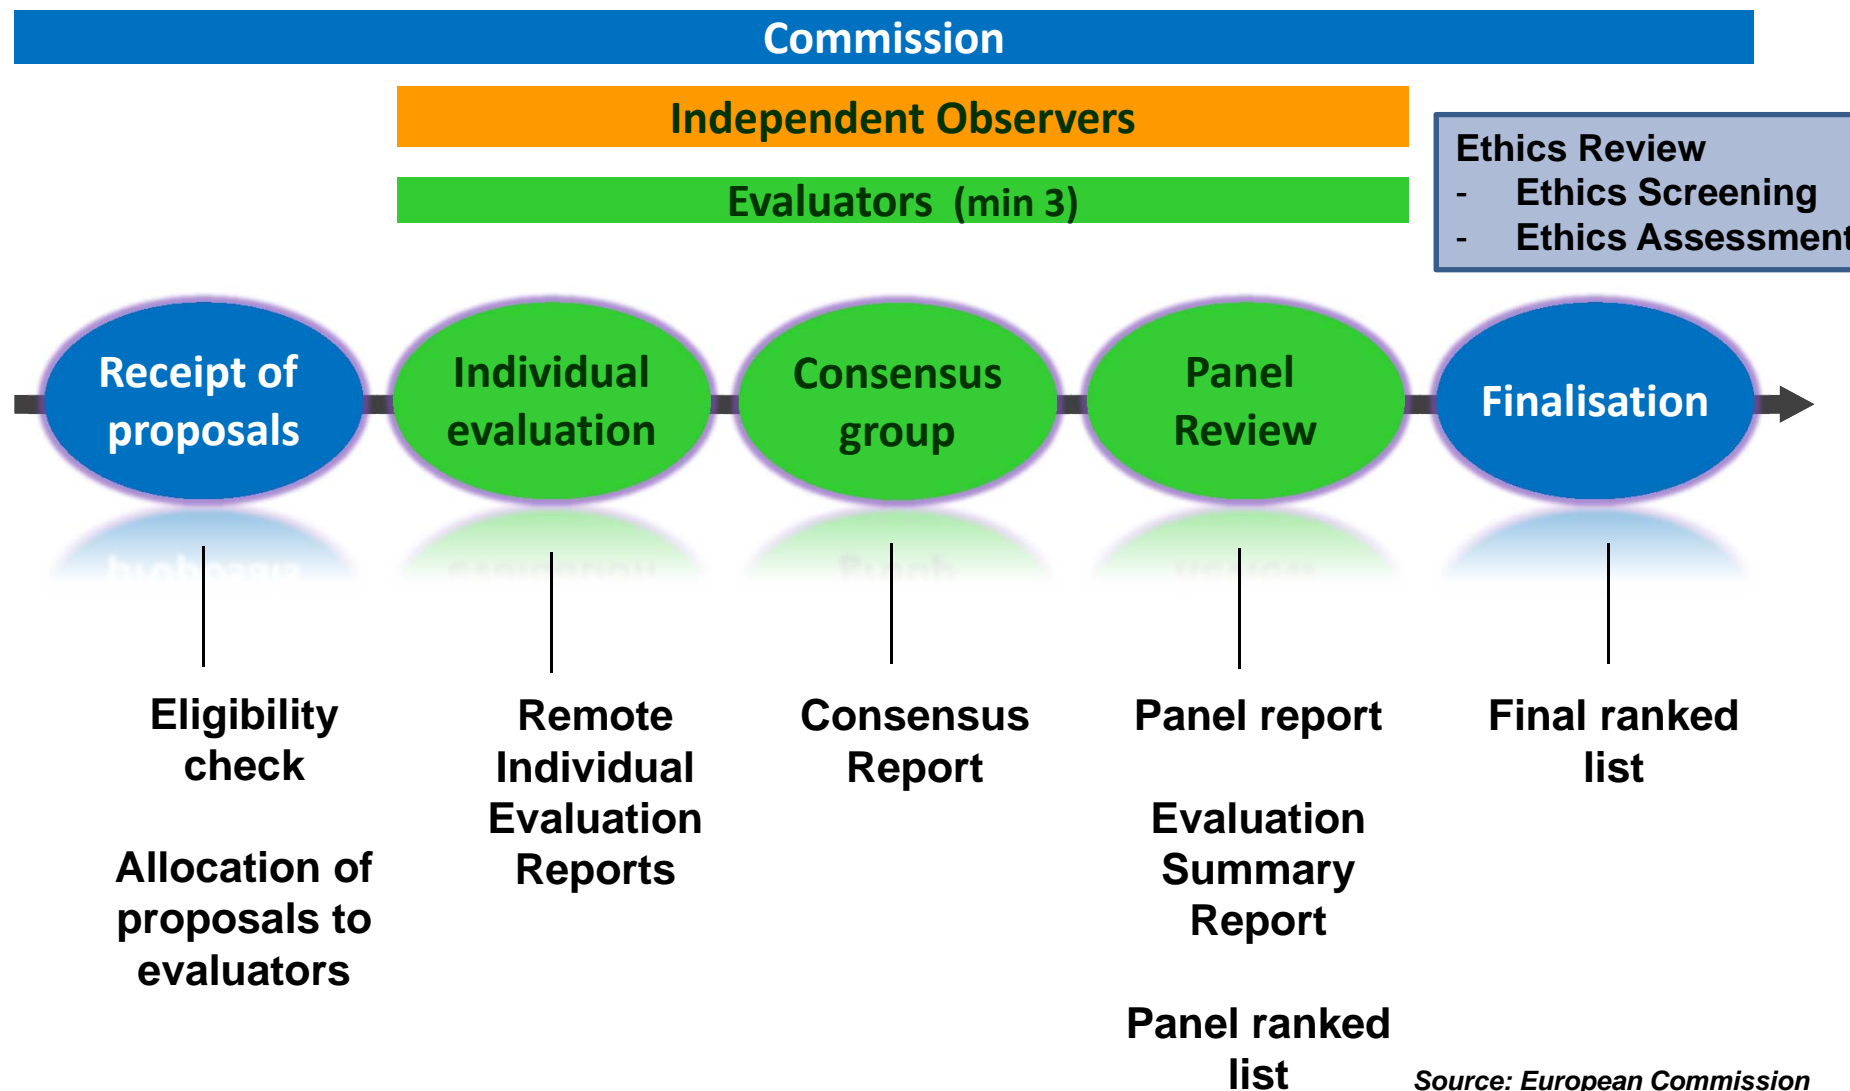 Commission
Independent Observers
Evaluators (min 3)
Ethics Review
- Ethics Screening
- Ethics Assessment
Receipt of
proposals
Individual
evaluation
Consensus
group
Panel
Review
Finalisation
Eligibility
check
Allocation of
proposals to
evaluators
Remote
Individual
Evaluation
Reports
Consensus
Report
Panel report
Evaluation
Summary
Report
Panel ranked
list
Final ranked
list
Source: European Commission